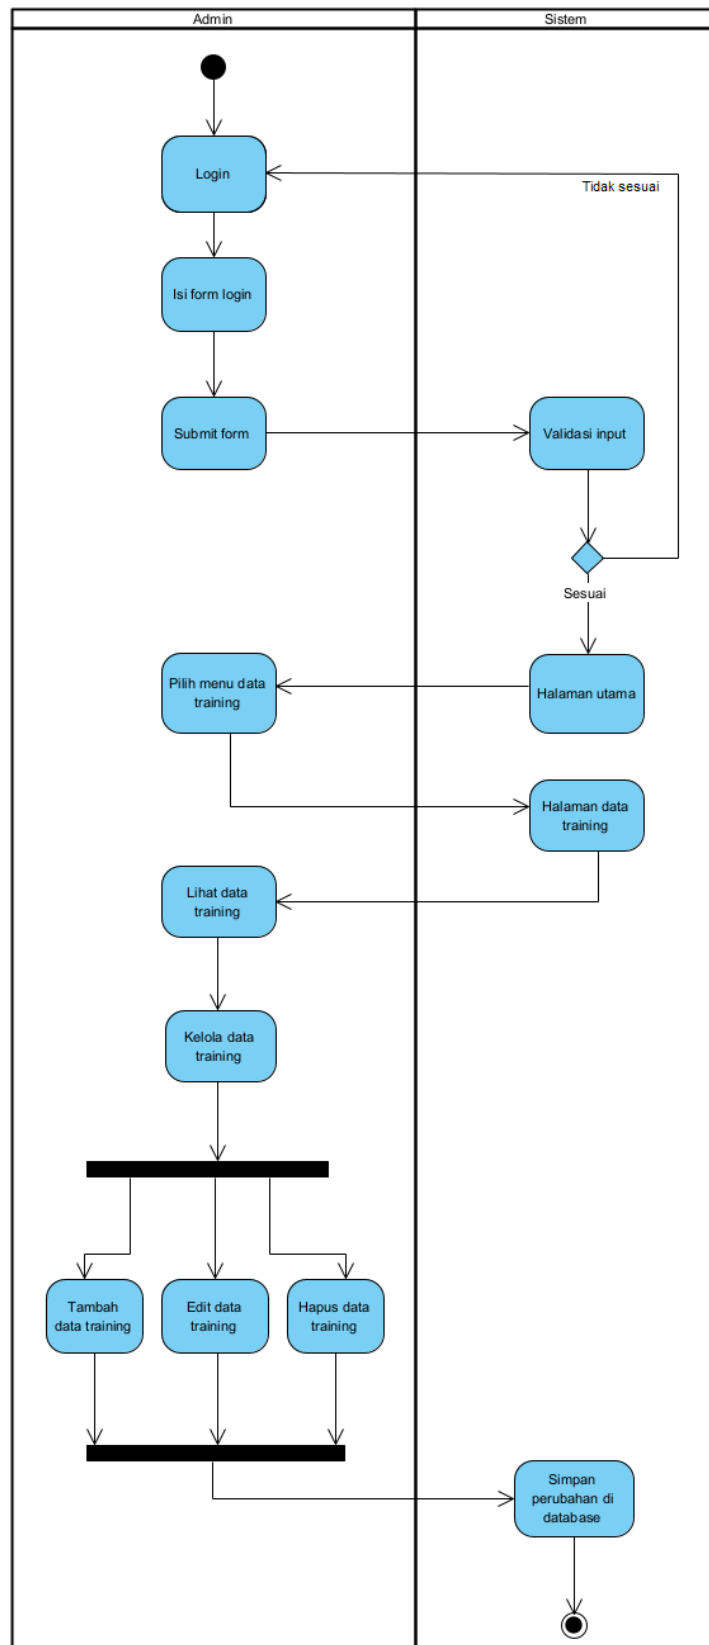 Admin
Sistem
Login
Tidak sesuai
Isi form login
Submit form
Validasi input
Sesuai
Pilih menu data
training
Halaman utama
Halaman data
training
Lihat data
training
Kelola data
training
Tambah
data training
Edit data
training
Hapus data
training
Simpan
perubahan di
database